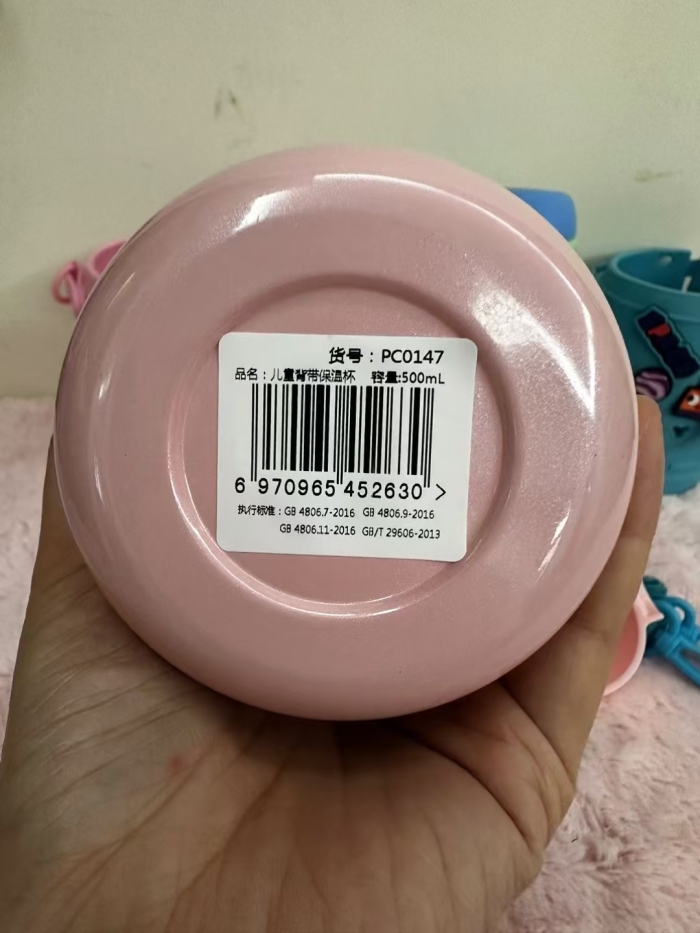 货号：PC0147
品名：儿童背带保温杯 容量:500mL
6 970965 452630 >
执行标准：GB 4806.7-2016 GB 4806.9-2016
GB 4806.11-2016 GB/T 29606-2013